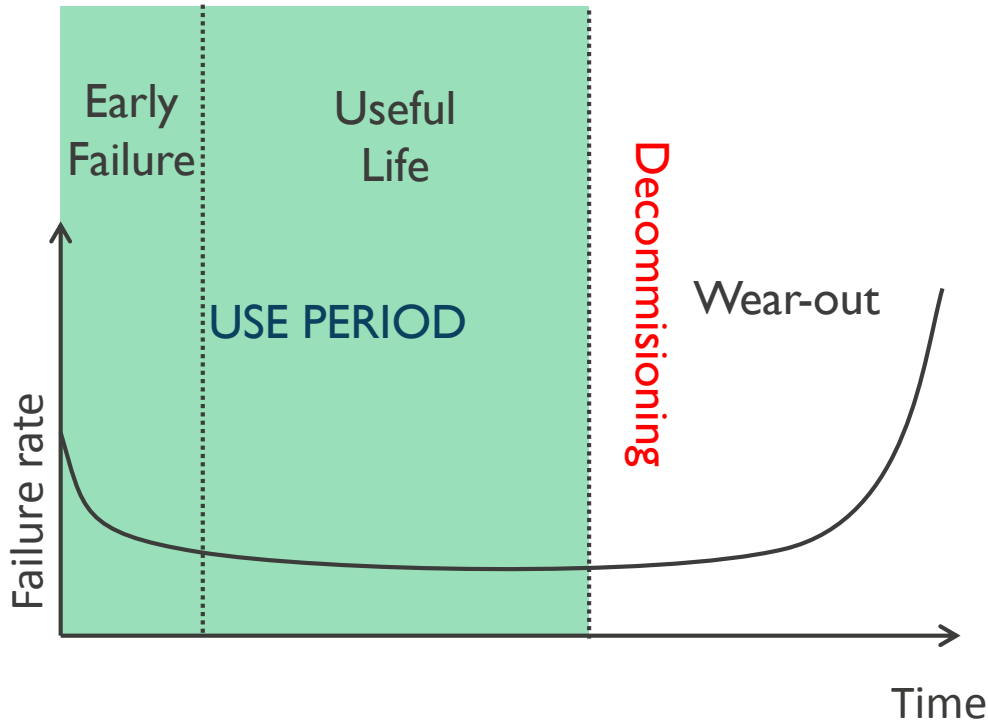 Early
Failure
Useful
Life
Decommisioning
Wear-out
USE PERIOD
Failure rate
Time